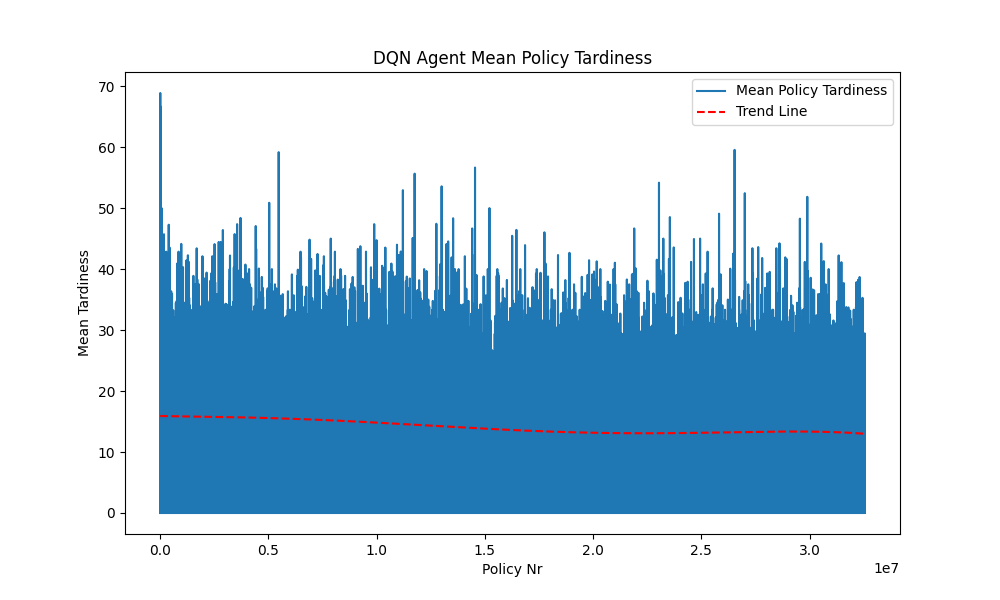 DQN Agent Mean Policy Tardiness
Mean Policy Tardiness
Trend Line
70
60
50
40
30
20
10
0
Mean Tardiness
0.0 0.5 1.0 1.5 2.0 2.5 3.0
1e7
Policy Nr